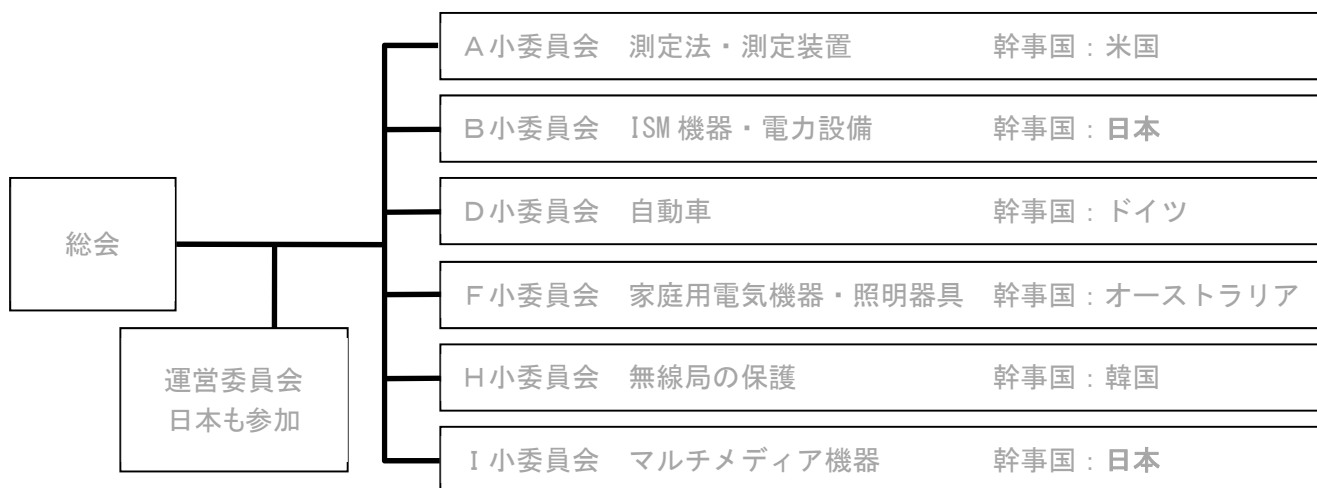 総会
運営委員会
日本も参加
A小委員会 測定法・測定装置 幹事国：米国
B小委員会 ISM機器・電力設備 幹事国：日本
D小委員会 自動車 幹事国：ドイツ
F小委員会 家庭用電気機器・照明器具 幹事国：オーストラリア
H小委員会 無線局の保護 幹事国：韓国
I小委員会 マルチメディア機器 幹事国：日本